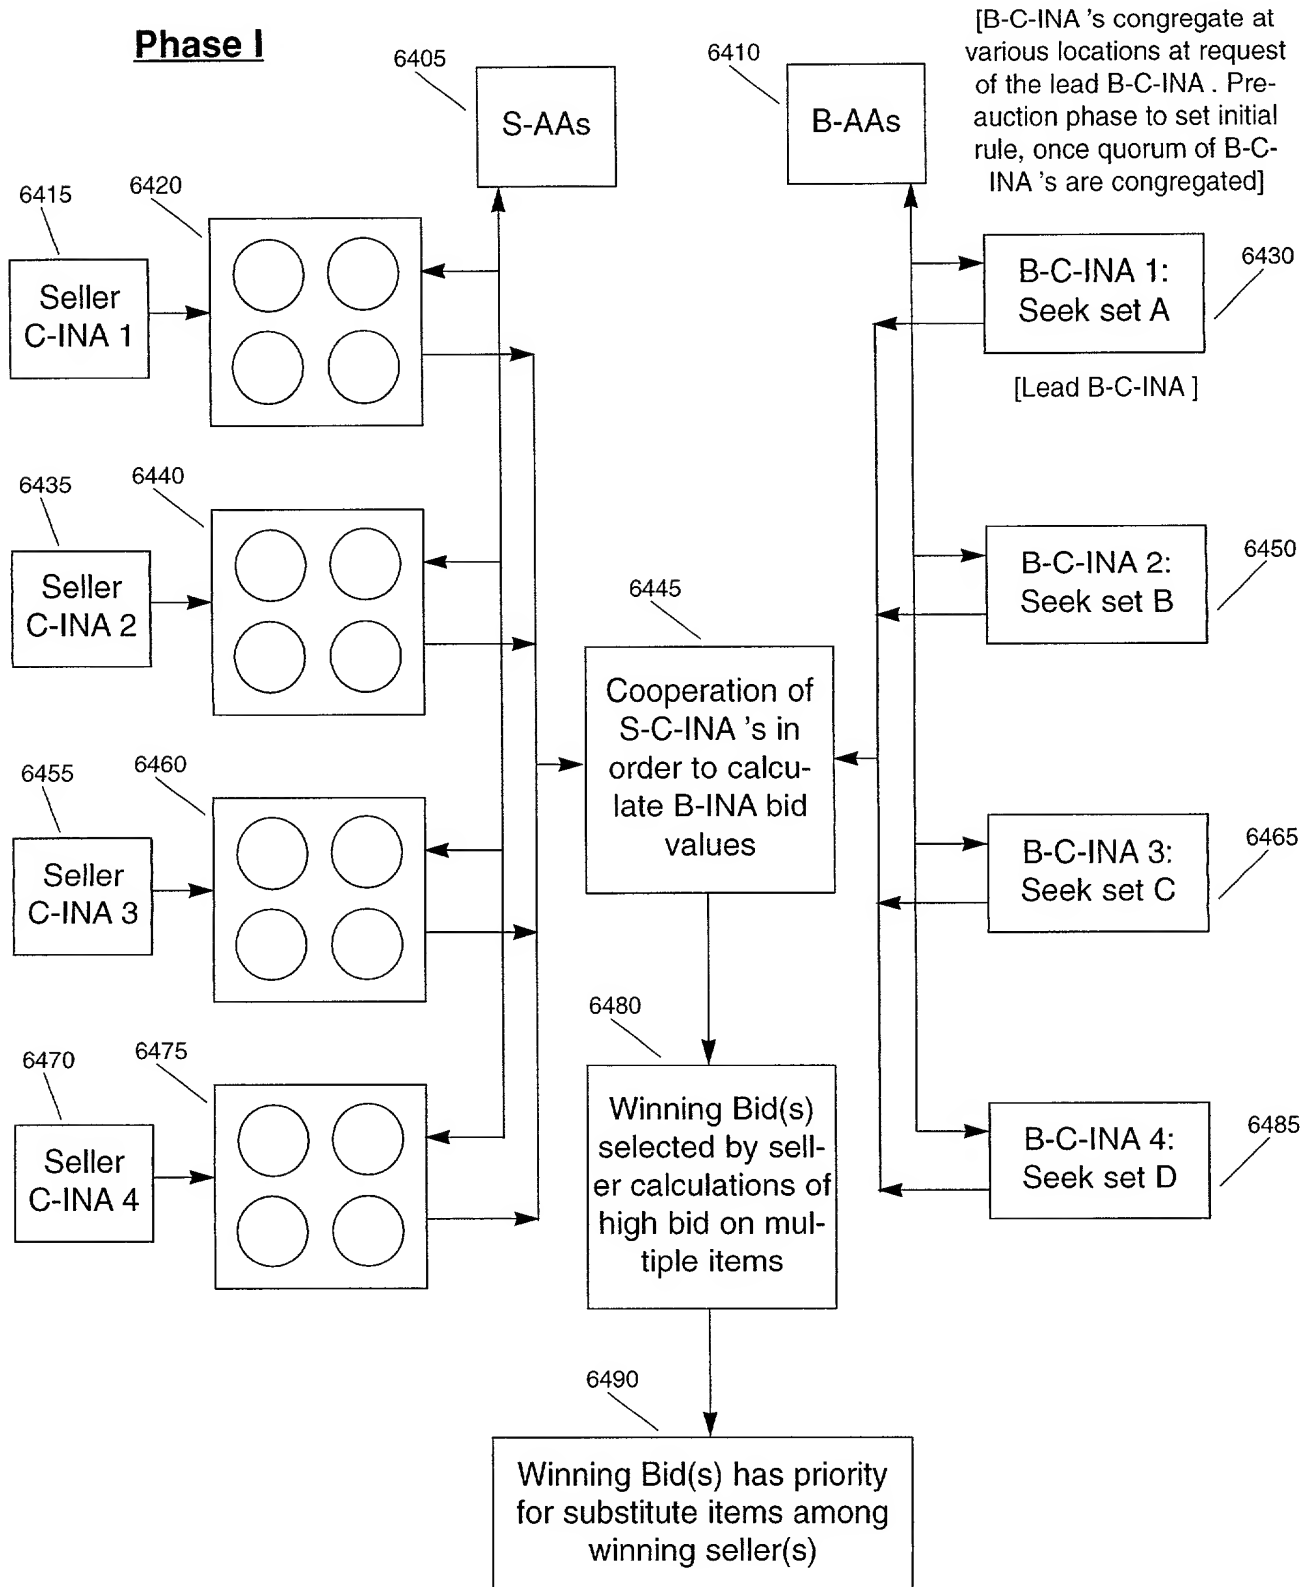 Phase I
6405
S-AAs
6410
B-AAs
[B-C-INA 's congregate at
various locations at request
of the lead B-C-INA . Pre-
auction phase to set initial
rule, once quorum of B-C-
INA 's are congregated]
6415
Seller
C-INA 1
6420
B-C-INA 1:
Seek set A
6430
[Lead B-C-INA ]
6435
Seller
C-INA 2
6440
6445
Cooperation of
S-C-INA 's in
order to calcu-
late B-INA bid
values
B-C-INA 2:
Seek set B
6450
6455
Seller
C-INA 3
6460
B-C-INA 3:
Seek set C
6465
6470
Seller
C-INA 4
6475
6480
Winning Bid(s)
selected by sell-
er calculations of
high bid on mul-
tiple items
B-C-INA 4:
Seek set D
6485
6490
Winning Bid(s) has priority
for substitute items among
winning seller(s)